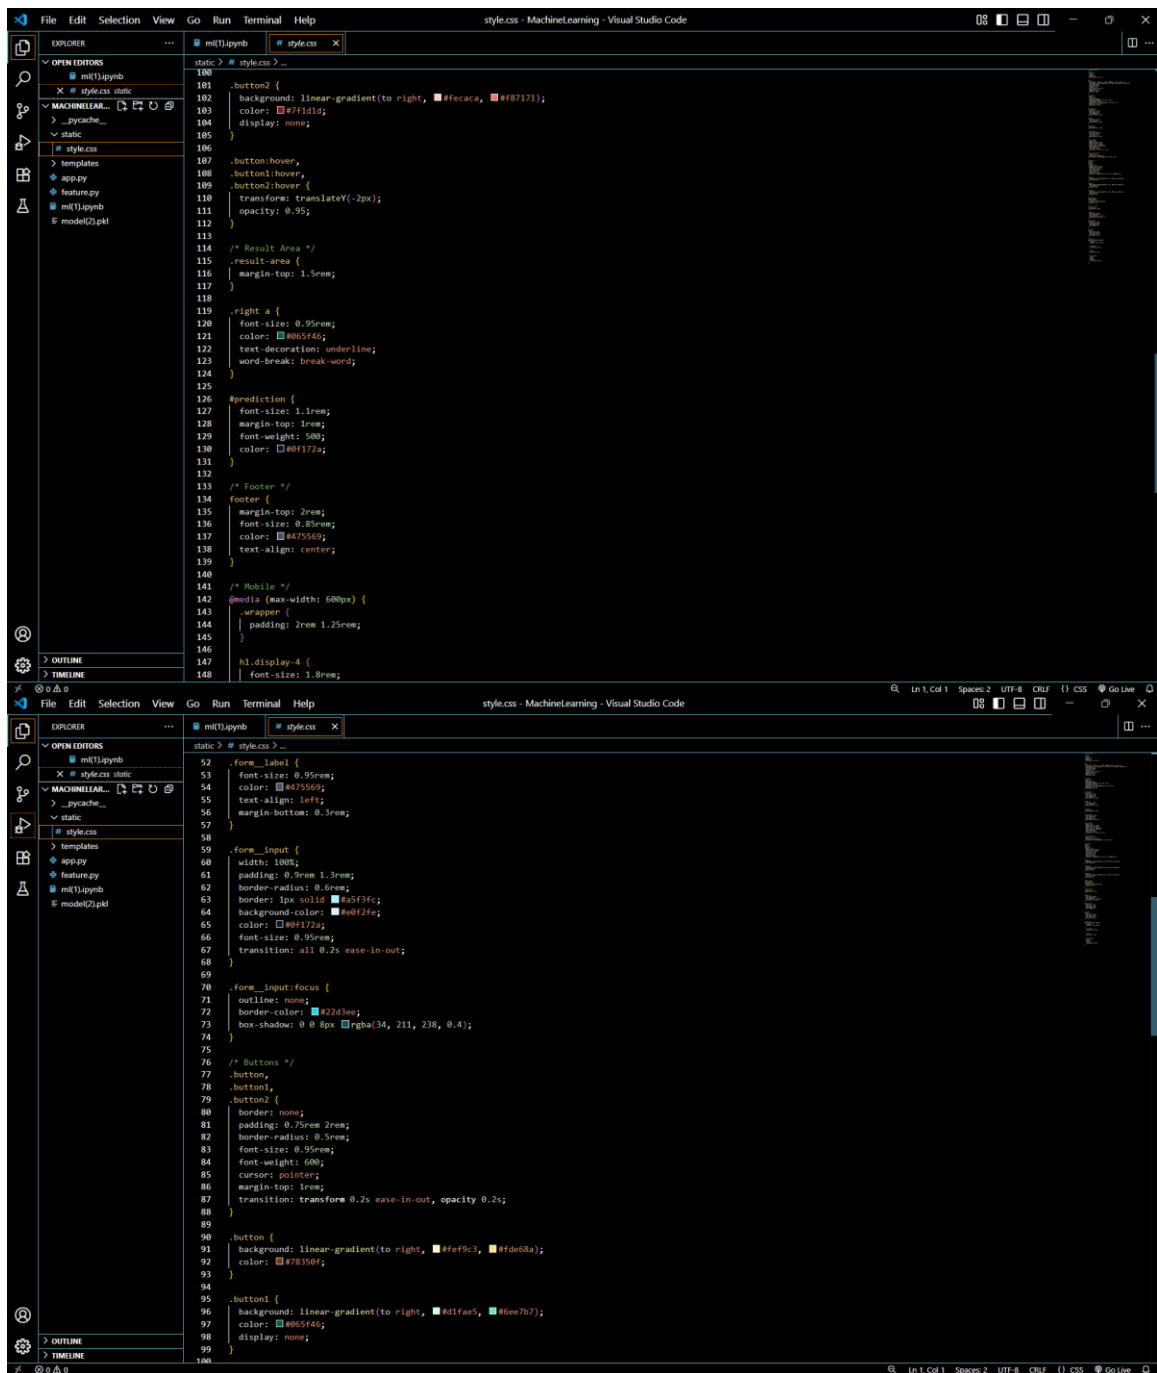 File Edit Selection View Go Run Terminal Help style.css - MachineLearning - Visual Studio Code
EXPLORER ...
OPEN EDITORS
ml(1).ipynb
# style.css static
MACHINELEAR...
__pycache__
static
# style.css
templates
app.py
feature.py
ml(1).ipynb
model(2).pkl
OUTLINE
TIMELINE
ml(1).ipynb # style.css
static > # style.css > ...
100
101 .button2 {
102 background: linear-gradient(to right, #fecaca, #f87171);
103 color: #7f1d1d;
104 display: none;
105 }
106
107 .button:hover,
108 .button1:hover,
109 .button2:hover {
110 transform: translateY(-2px);
111 opacity: 0.95;
112 }
113
114 /* Result Area */
115 .result-area {
116 margin-top: 1.5rem;
117 }
118
119 .right a {
120 font-size: 0.95rem;
121 color: #065f46;
122 text-decoration: underline;
123 word-break: break-word;
124 }
125
126 #prediction {
127 font-size: 1.1rem;
128 margin-top: 1rem;
129 font-weight: 500;
130 color: #0f172a;
131 }
132
133 /* Footer */
134 footer {
135 margin-top: 2rem;
136 font-size: 0.85rem;
137 color: #475569;
138 text-align: center;
139 }
140
141 /* Mobile */
142 @media (max-width: 600px) {
143 .wrapper {
144 padding: 2rem 1.25rem;
145 }
146
147 h1.display-4 {
148 font-size: 1.8rem;
0 0 Ln 1, Col 1 Spaces: 2 UTF-8 CRLF {} CSS Go Live
File Edit Selection View Go Run Terminal Help style.css - MachineLearning - Visual Studio Code
EXPLORER ...
OPEN EDITORS
ml(1).ipynb
# style.css static
MACHINELEAR...
__pycache__
static
# style.css
templates
app.py
feature.py
ml(1).ipynb
model(2).pkl
OUTLINE
TIMELINE
ml(1).ipynb # style.css
static > # style.css > ...
52 .form__label {
53 font-size: 0.95rem;
54 color: #475569;
55 text-align: left;
56 margin-bottom: 0.3rem;
57 }
58
59 .form__input {
60 width: 100%;
61 padding: 0.9rem 1.3rem;
62 border-radius: 0.6rem;
63 border: 1px solid #a5f3fc;
64 background-color: #e0f2fe;
65 color: #0f172a;
66 font-size: 0.95rem;
67 transition: all 0.2s ease-in-out;
68 }
69
70 .form__input:focus {
71 outline: none;
72 border-color: #22d3ee;
73 box-shadow: 0 0 8px rgba(34, 211, 238, 0.4);
74 }
75
76 /* Buttons */
77 .button,
78 .button1,
79 .button2 {
80 border: none;
81 padding: 0.75rem 2rem;
82 border-radius: 0.5rem;
83 font-size: 0.95rem;
84 font-weight: 600;
85 cursor: pointer;
86 margin-top: 1rem;
87 transition: transform 0.2s ease-in-out, opacity 0.2s;
88 }
89
90 .button {
91 background: linear-gradient(to right, #fef9c3, #fde68a);
92 color: #78350f;
93 }
94
95 .button1 {
96 background: linear-gradient(to right, #d1fae5, #6ee7b7);
97 color: #065f46;
98 display: none;
99 }
100
0 0 Ln 1, Col 1 Spaces: 2 UTF-8 CRLF {} CSS Go Live